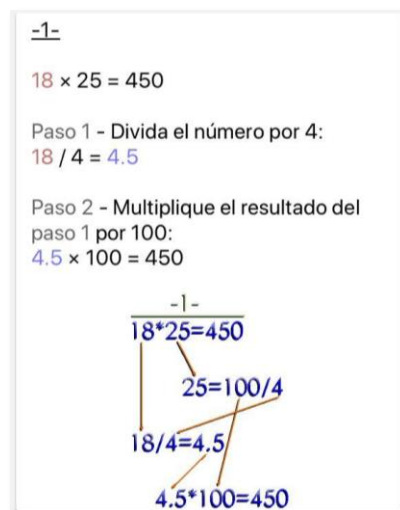 -1-
18 × 25 = 450
Paso 1 - Divida el número por 4:
18 / 4 = 4.5
Paso 2 - Multiplique el resultado del
paso 1 por 100:
4.5 × 100 = 450
-1-
18*25=450
25=100/4
18/4=4.5
4.5*100=450